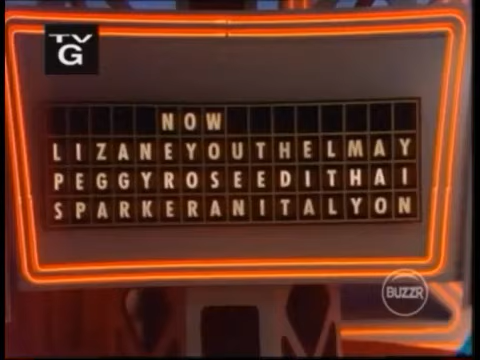 TV
G
NOW
LIZANEYOUTHELMAY
PEGGYROSEEDITHAI
SPARKERANITALYON
BUZZR